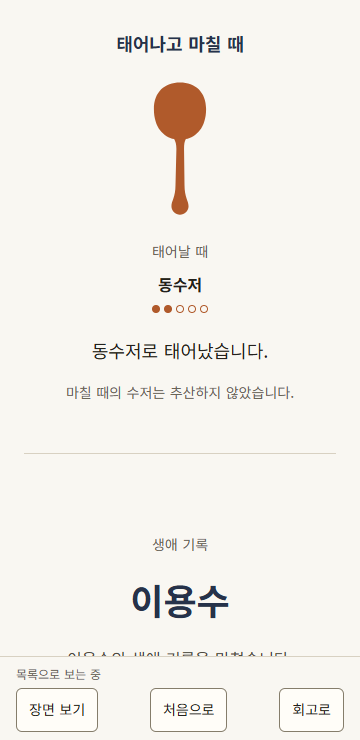 태어나고 마칠 때
태어날 때
동수저
동수저로 태어났습니다.
마칠 때의 수저는 추산하지 않았습니다.
생애 기록
이용수
목록으로 보는 중
장면 보기
처음으로
회고로